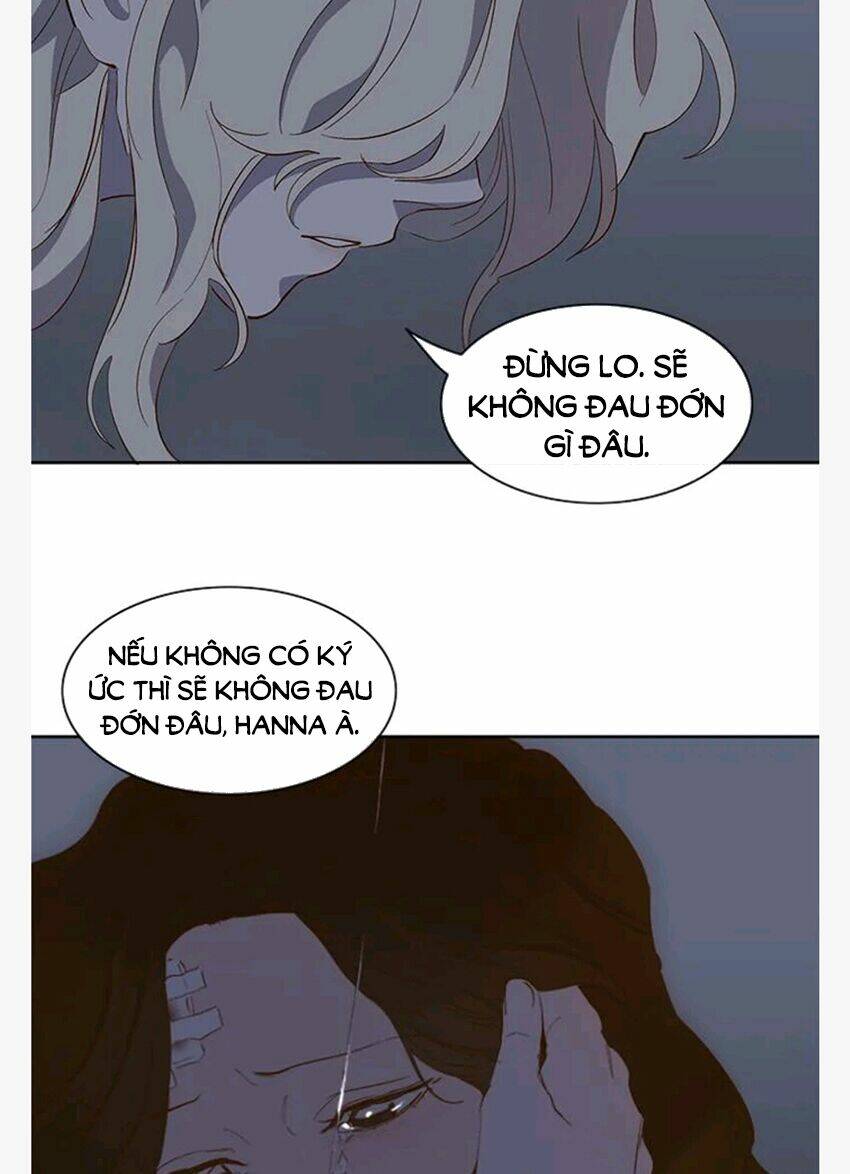 ĐỪNG LO. SẼ
KHÔNG ĐAU ĐỚN
GÌ ĐÂU.
NẾU KHÔNG CÓ KÝ
ỨC THÌ SẼ KHÔNG ĐAU
ĐỚN ĐÂU, HANNA À.